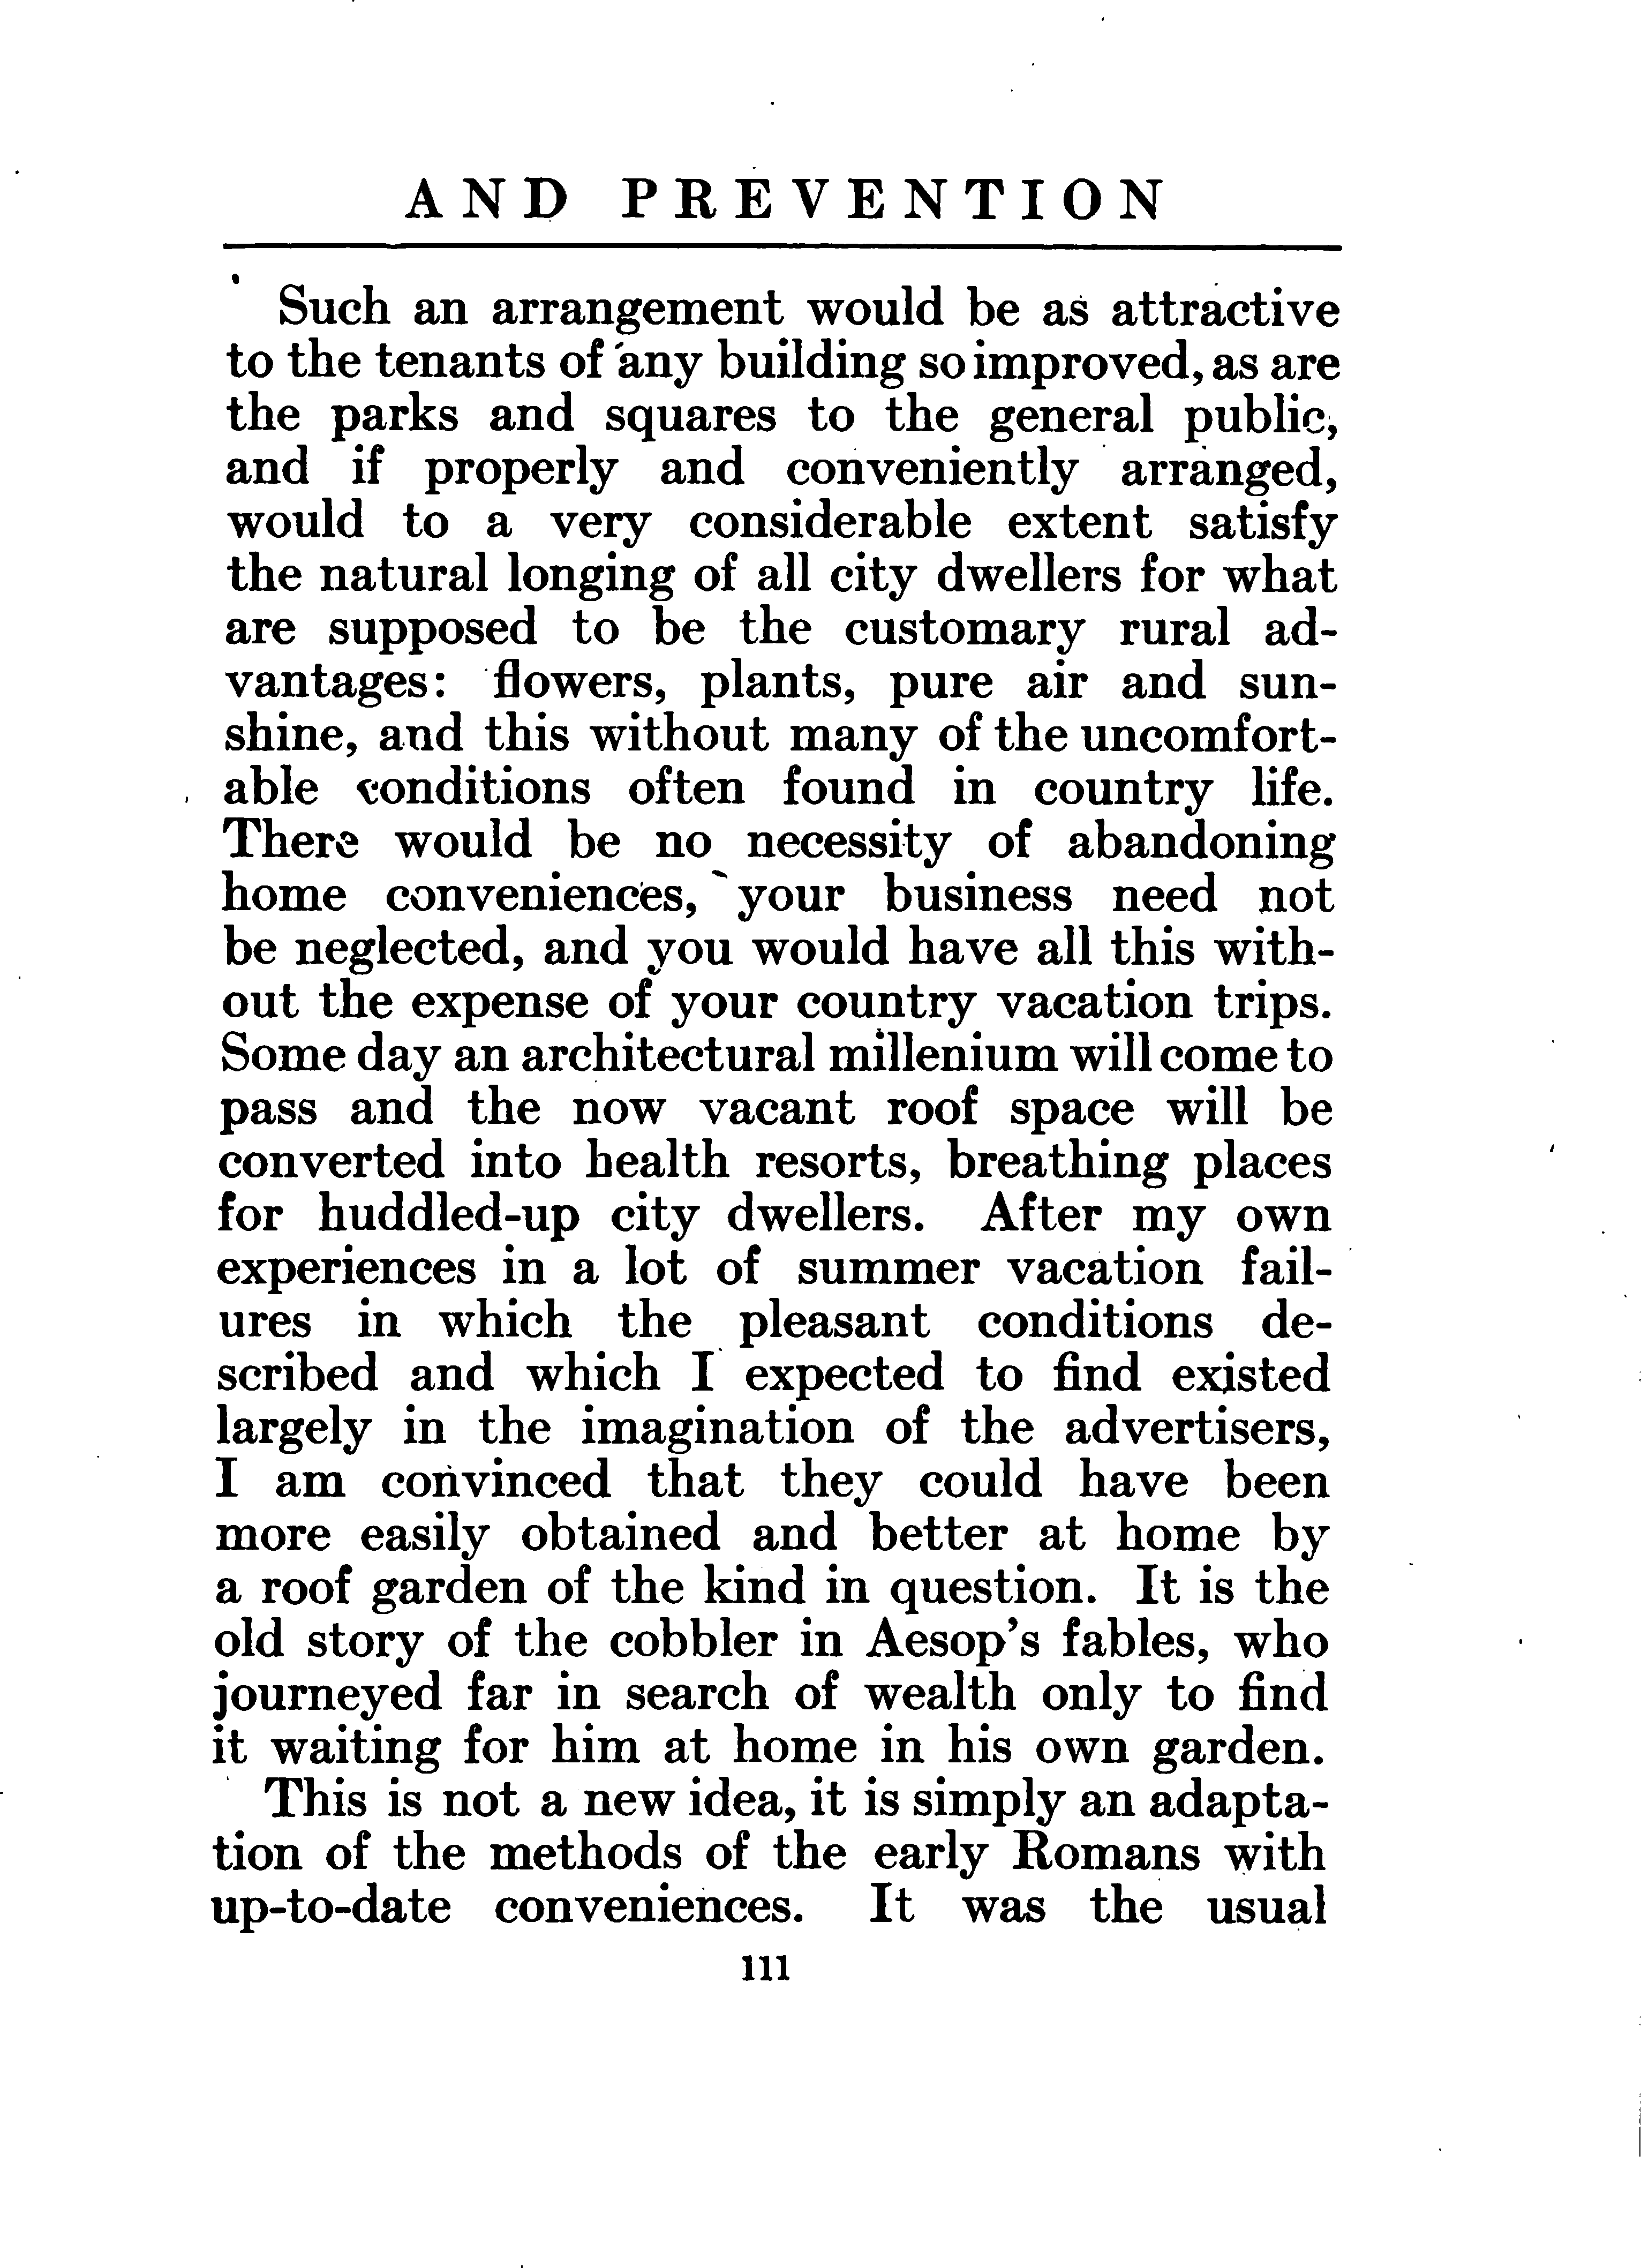 AND PREVENTION
Such an arrangement would be as attractive
to the tenants of any building so improved, as are
the parks and squares to the general public,
and if properly and conveniently arranged,
would to a very considerable extent satisfy
the natural longing of all city dwellers for what
are supposed to be the customary rural ad-
vantages: flowers, plants, pure air and sun-
shine, and this without many of the uncomfort-
able conditions often found in country life.
There would be no necessity of abandoning
home conveniences, your business need not
be neglected, and you would have all this with-
out the expense of your country vacation trips.
Some day an architectural millenium will come to
pass and the now vacant roof space will be
converted into health resorts, breathing places
for huddled-up city dwellers. After my own
experiences in a lot of summer vacation fail-
ures in which the pleasant conditions de-
scribed and which I expected to find existed
largely in the imagination of the advertisers,
I am convinced that they could have been
more easily obtained and better at home by
a roof garden of the kind in question. It is the
old story of the cobbler in Aesop's fables, who
journeyed far in search of wealth only to find
it waiting for him at home in his own garden.
This is not a new idea, it is simply an adapta-
tion of the methods of the early Romans with
up-to-date conveniences. It was the usual
111